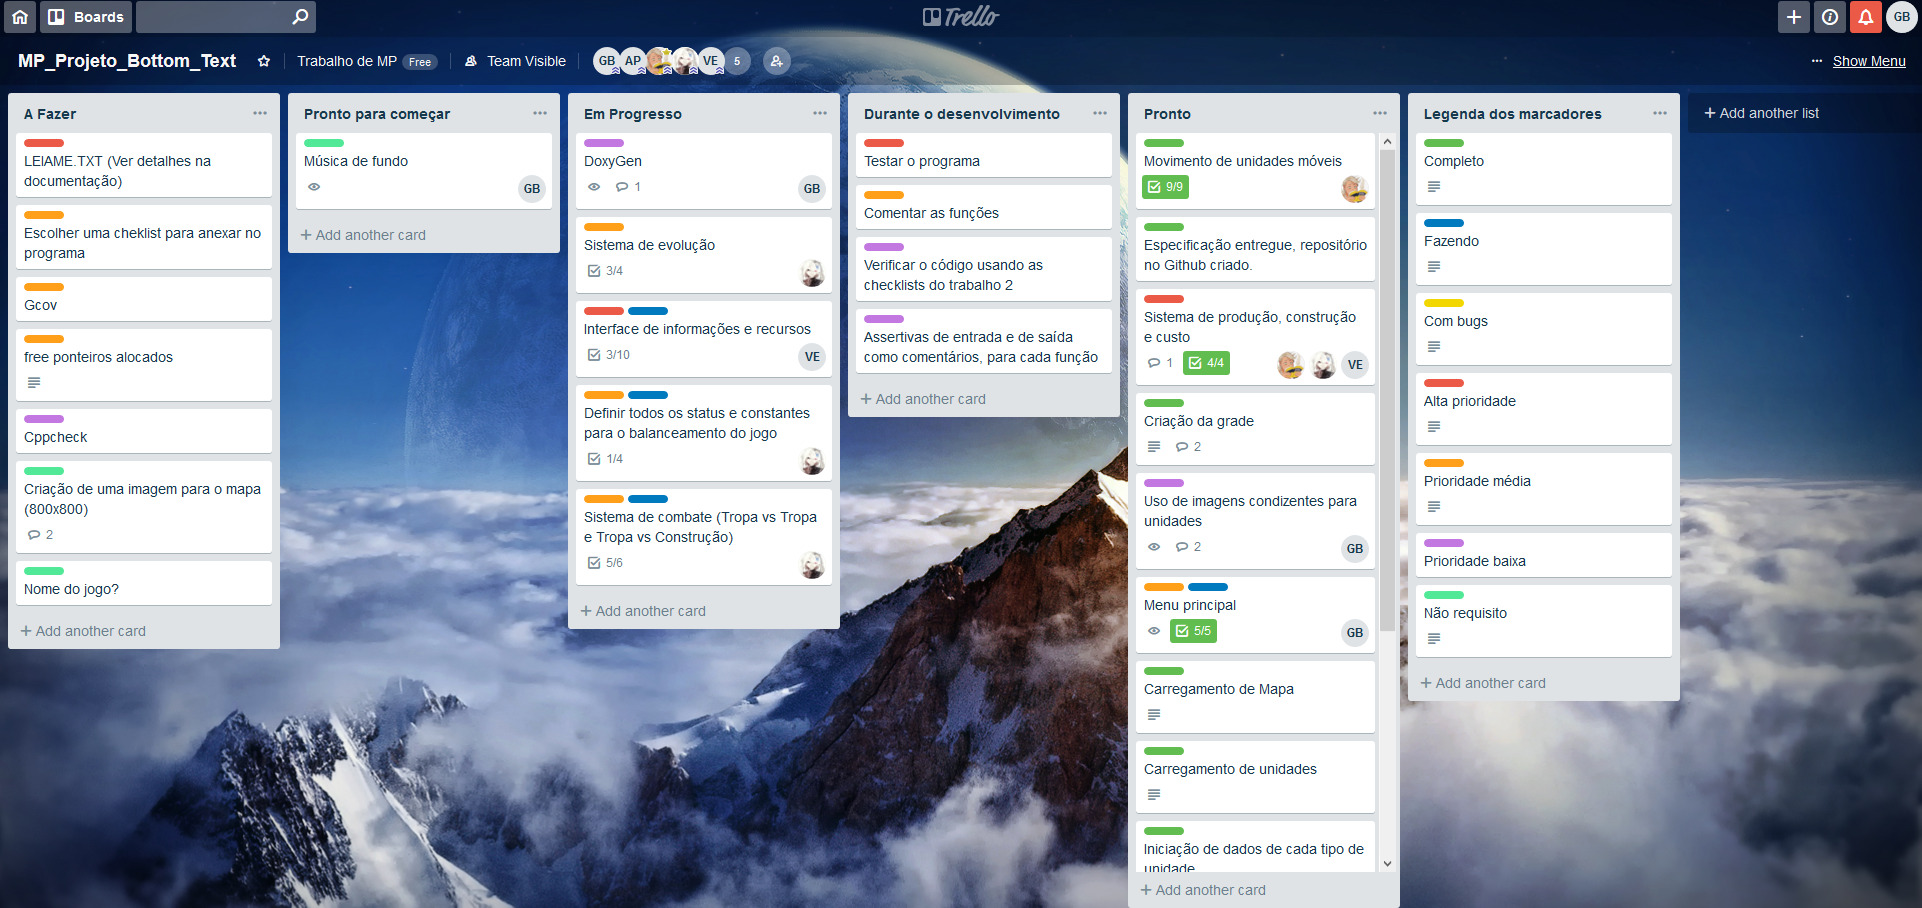 Boards
Trello
GB
MP_Projeto_Bottom_Text
Trabalho de MP Free
Team Visible
GB AP VE 5
Show Menu
A Fazer
LEIAME.TXT (Ver detalhes na
documentação)
Escolher uma cheklist para anexar no
programa
Gcov
free ponteiros alocados
Cppcheck
Criação de uma imagem para o mapa
(800x800)
2
Nome do jogo?
+ Add another card
Pronto para começar
Música de fundo
GB
+ Add another card
Em Progresso
DoxyGen
1
GB
Sistema de evolução
3/4
Interface de informações e recursos
3/10
VE
Definir todos os status e constantes
para o balanceamento do jogo
1/4
Sistema de combate (Tropa vs Tropa
e Tropa vs Construção)
5/6
+ Add another card
Durante o desenvolvimento
Testar o programa
Comentar as funções
Verificar o código usando as
checklists do trabalho 2
Assertivas de entrada e de saída
como comentários, para cada função
+ Add another card
Pronto
Movimento de unidades móveis
9/9
Especificação entregue, repositório
no Github criado.
Sistema de produção, construção
e custo
1 4/4
VE
Criação da grade
2
Uso de imagens condizentes para
unidades
2
GB
Menu principal
5/5
GB
Carregamento de Mapa
Carregamento de unidades
Iniciação de dados de cada tipo de
unidade
+ Add another card
Legenda dos marcadores
Completo
Fazendo
Com bugs
Alta prioridade
Prioridade média
Prioridade baixa
Não requisito
+ Add another card
+ Add another list